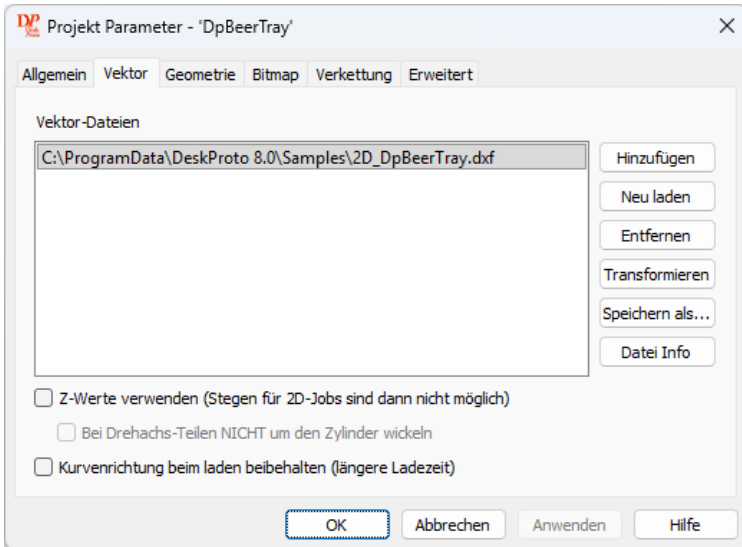 DP Projekt Parameter - 'DpBeerTray'
Allgemein Vektor Geometrie Bitmap Verkettung Erweitert
Vektor-Dateien
C:\ProgramData\DeskProto 8.0\Samples\2D_DpBeerTray.dxf
Hinzufügen
Neu laden
Entfernen
Transformieren
Speichern als...
Datei Info
Z-Werte verwenden (Stegen für 2D-Jobs sind dann nicht möglich)
Bei Drehachs-Teilen NICHT um den Zylinder wickeln
Kurvenrichtung beim laden beibehalten (längere Ladezeit)
OK Abbrechen Anwenden Hilfe